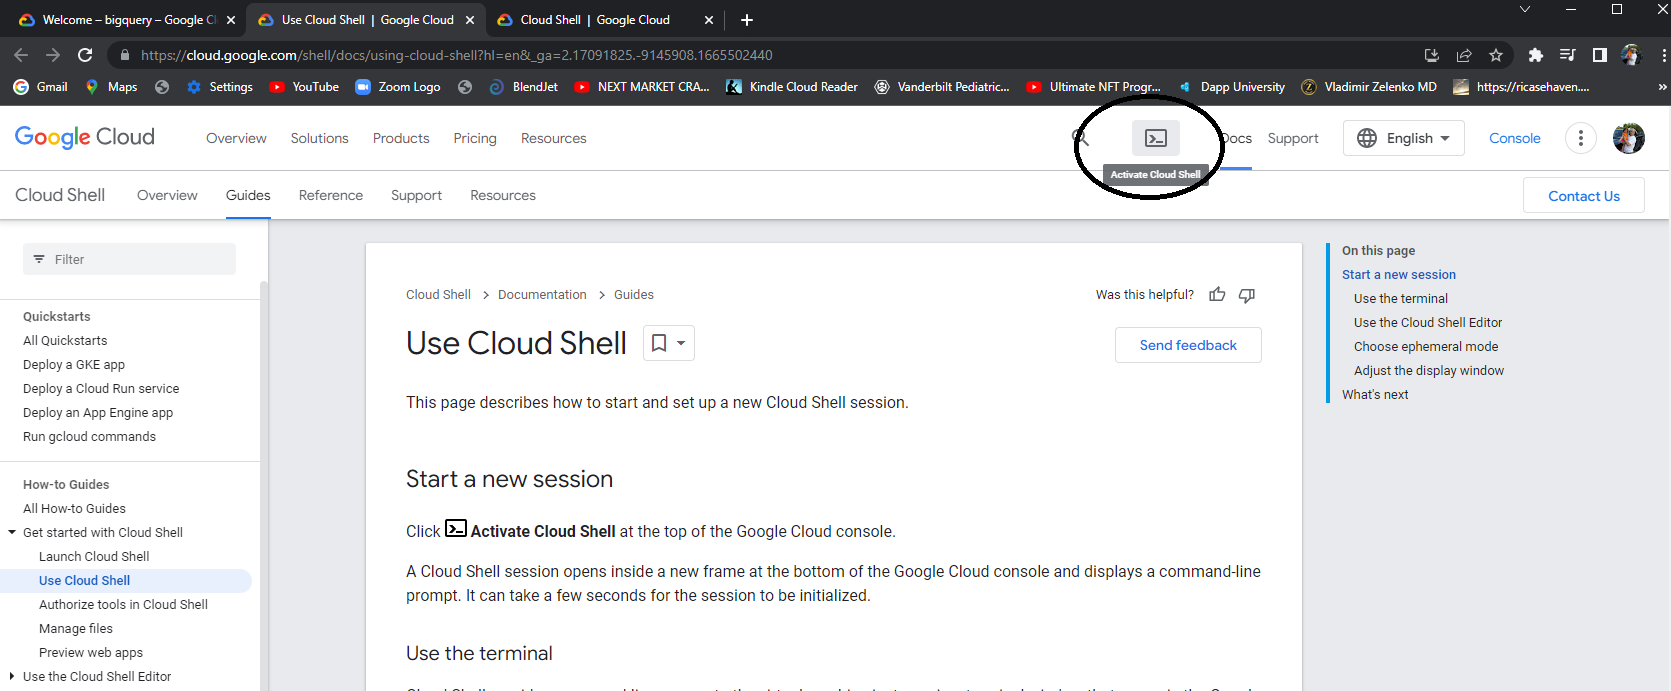 Welcome – bigquery – Google Cl
Use Cloud Shell | Google Cloud
Cloud Shell | Google Cloud
https://cloud.google.com/shell/docs/using-cloud-shell?hl=en&_ga=2.17091825.-9145908.1665502440
Gmail
Maps
Settings
YouTube
Zoom Logo
BlendJet
NEXT MARKET CRA...
Kindle Cloud Reader
Vanderbilt Pediatric...
Ultimate NFT Progr...
Dapp University
Vladimir Zelenko MD
https://ricasehaven....
Google Cloud
Overview
Solutions
Products
Pricing
Resources
Docs
Support
English
Console
Activate Cloud Shell
Cloud Shell
Overview
Guides
Reference
Support
Resources
Contact Us
Filter
Quickstarts
All Quickstarts
Deploy a GKE app
Deploy a Cloud Run service
Deploy an App Engine app
Run gcloud commands
How-to Guides
All How-to Guides
Get started with Cloud Shell
Launch Cloud Shell
Use Cloud Shell
Authorize tools in Cloud Shell
Manage files
Preview web apps
Use the Cloud Shell Editor
Cloud Shell > Documentation > Guides
Was this helpful?
Use Cloud Shell
Send feedback
This page describes how to start and set up a new Cloud Shell session.
Start a new session
Click Activate Cloud Shell at the top of the Google Cloud console.
A Cloud Shell session opens inside a new frame at the bottom of the Google Cloud console and displays a command-line
prompt. It can take a few seconds for the session to be initialized.
Use the terminal
On this page
Start a new session
Use the terminal
Use the Cloud Shell Editor
Choose ephemeral mode
Adjust the display window
What's next